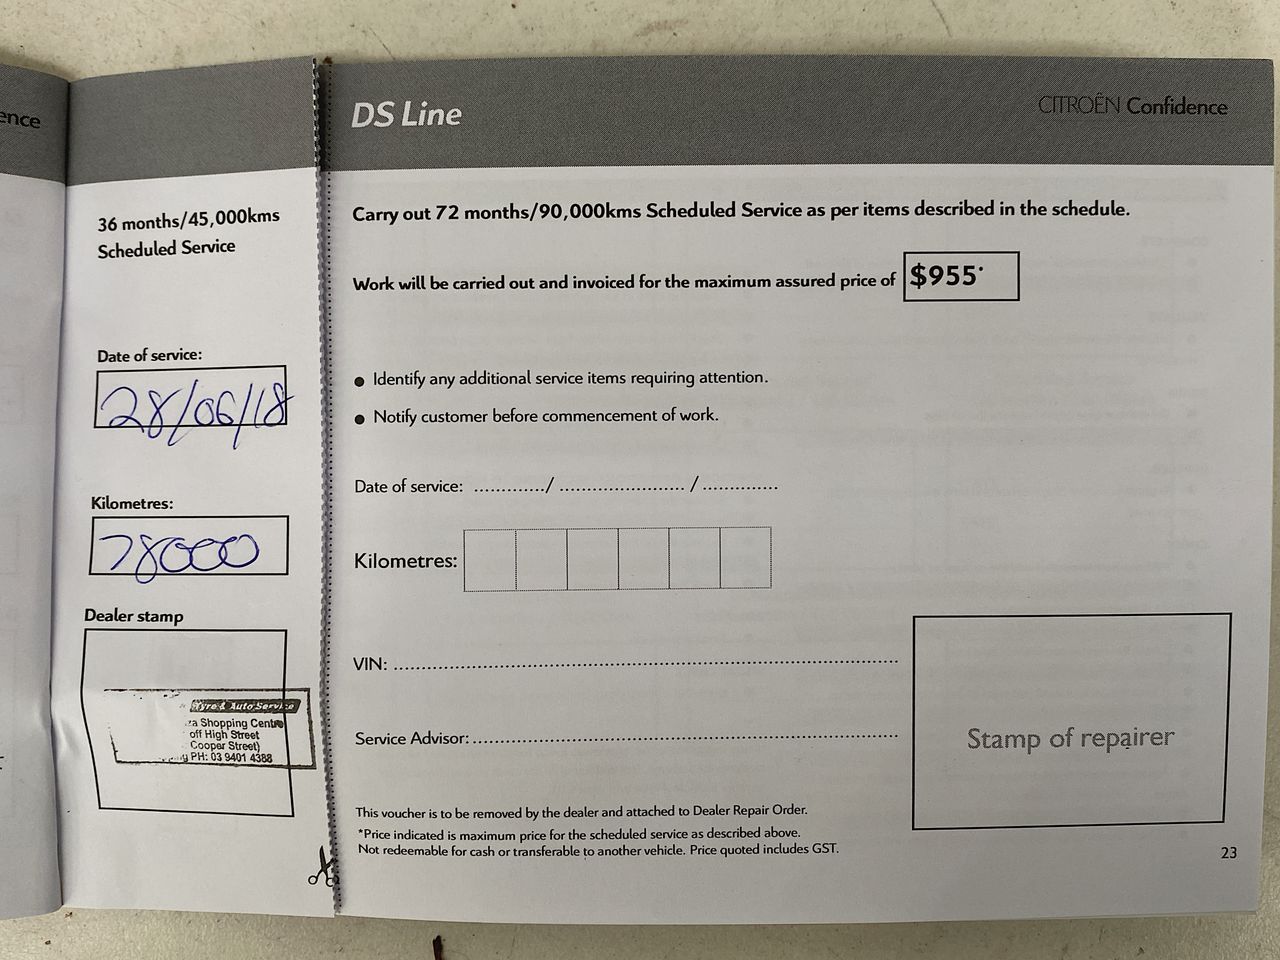 ence
36 months/45,000kms
Scheduled Service
Date of service:
28/06/18
Kilometres:
78000
Dealer stamp
Tyre & Auto Service
za Shopping Centre
off High Street
Cooper Street)
PH: 03 9401 4388
DS Line
CITROËN Confidence
Carry out 72 months/90,000kms Scheduled Service as per items described in the schedule.
Work will be carried out and invoiced for the maximum assured price of $955*
● Identify any additional service items requiring attention.
● Notify customer before commencement of work.
Date of service: ............/ ....................... / ..............
Kilometres:
VIN: ..........................................................................................
Service Advisor: ...........................................................................
Stamp of repairer
This voucher is to be removed by the dealer and attached to Dealer Repair Order.
*Price indicated is maximum price for the scheduled service as described above.
Not redeemable for cash or transferable to another vehicle. Price quoted includes GST.
23